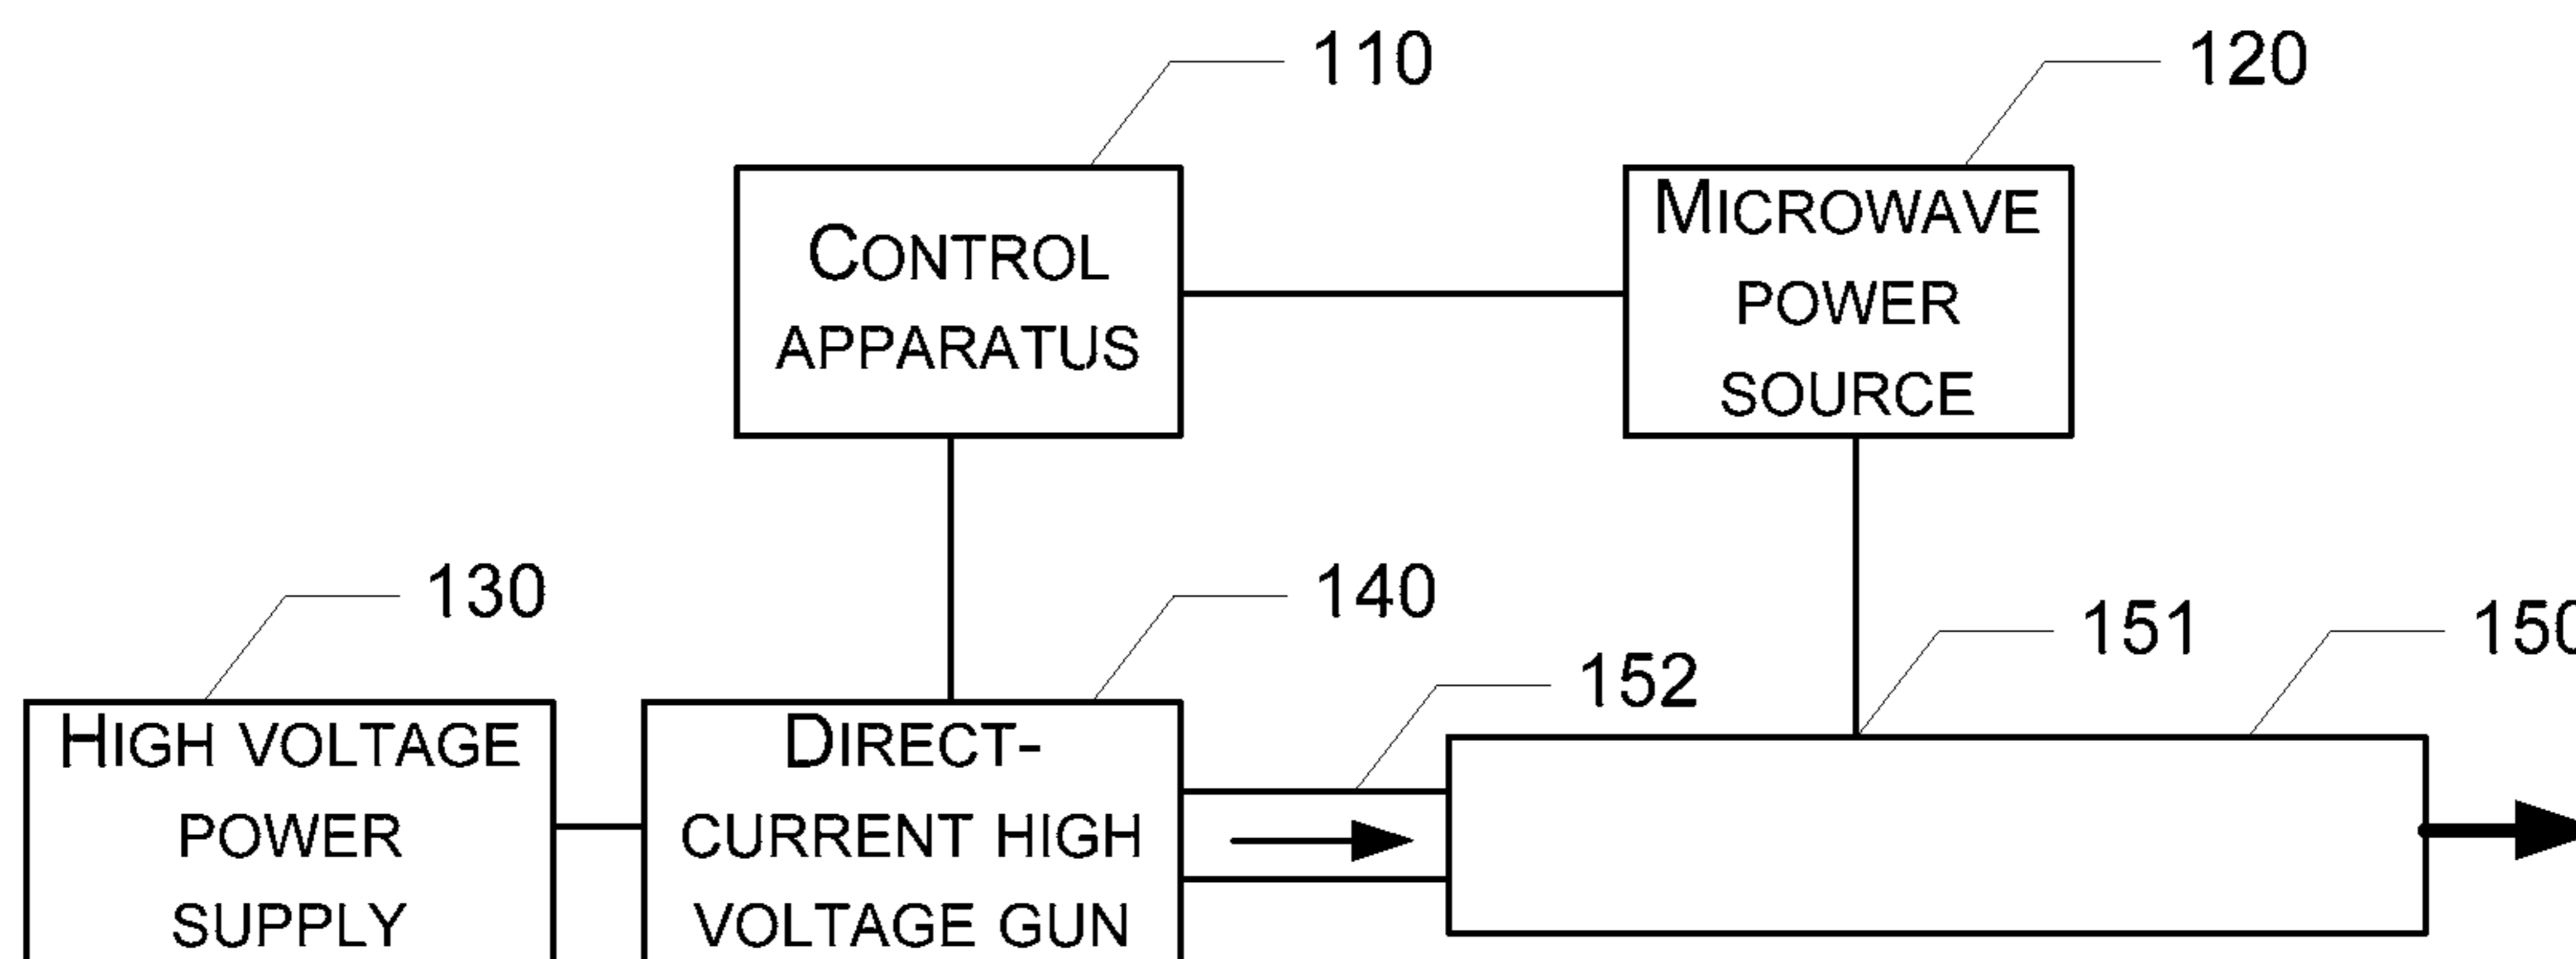 110
120
CONTROL
APPARATUS
MICROWAVE
POWER
SOURCE
130
140
152
151
150
HIGH VOLTAGE
POWER
SUPPLY
DIRECT-
CURRENT HIGH
VOLTAGE GUN